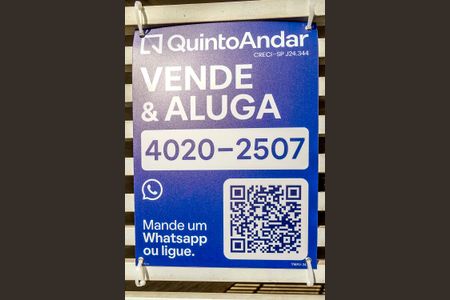 QuintoAndar
CRECI-SP J24.344
VENDE
& ALUGA
4020-2507
Mande um
Whatsapp
ou ligue.